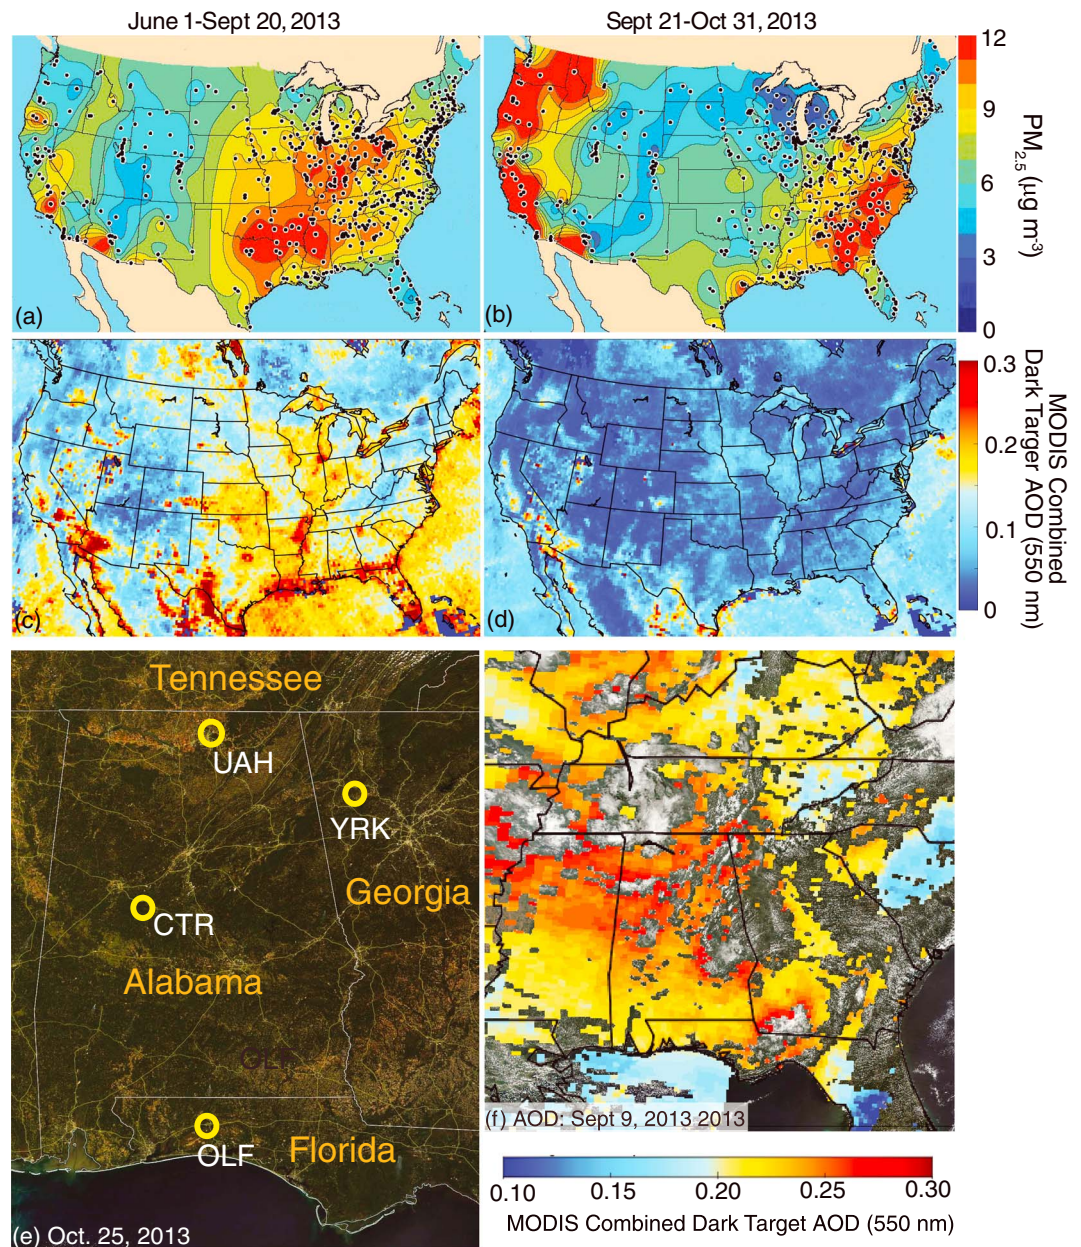 June 1-Sept 20, 2013
Sept 21-Oct 31, 2013
12
9
6
3
0
PM2.5 (µg m-3)
(a)
(b)
0.3
0.2
0.1
0
MODIS Combined
Dark Target AOD (550 nm)
(c)
(d)
Tennessee
UAH
YRK
Georgia
CTR
Alabama
OLF
Florida
(e) Oct. 25, 2013
(f) AOD: Sept 9, 2013 2013
0.10
0.15
0.20
0.25
0.30
MODIS Combined Dark Target AOD (550 nm)